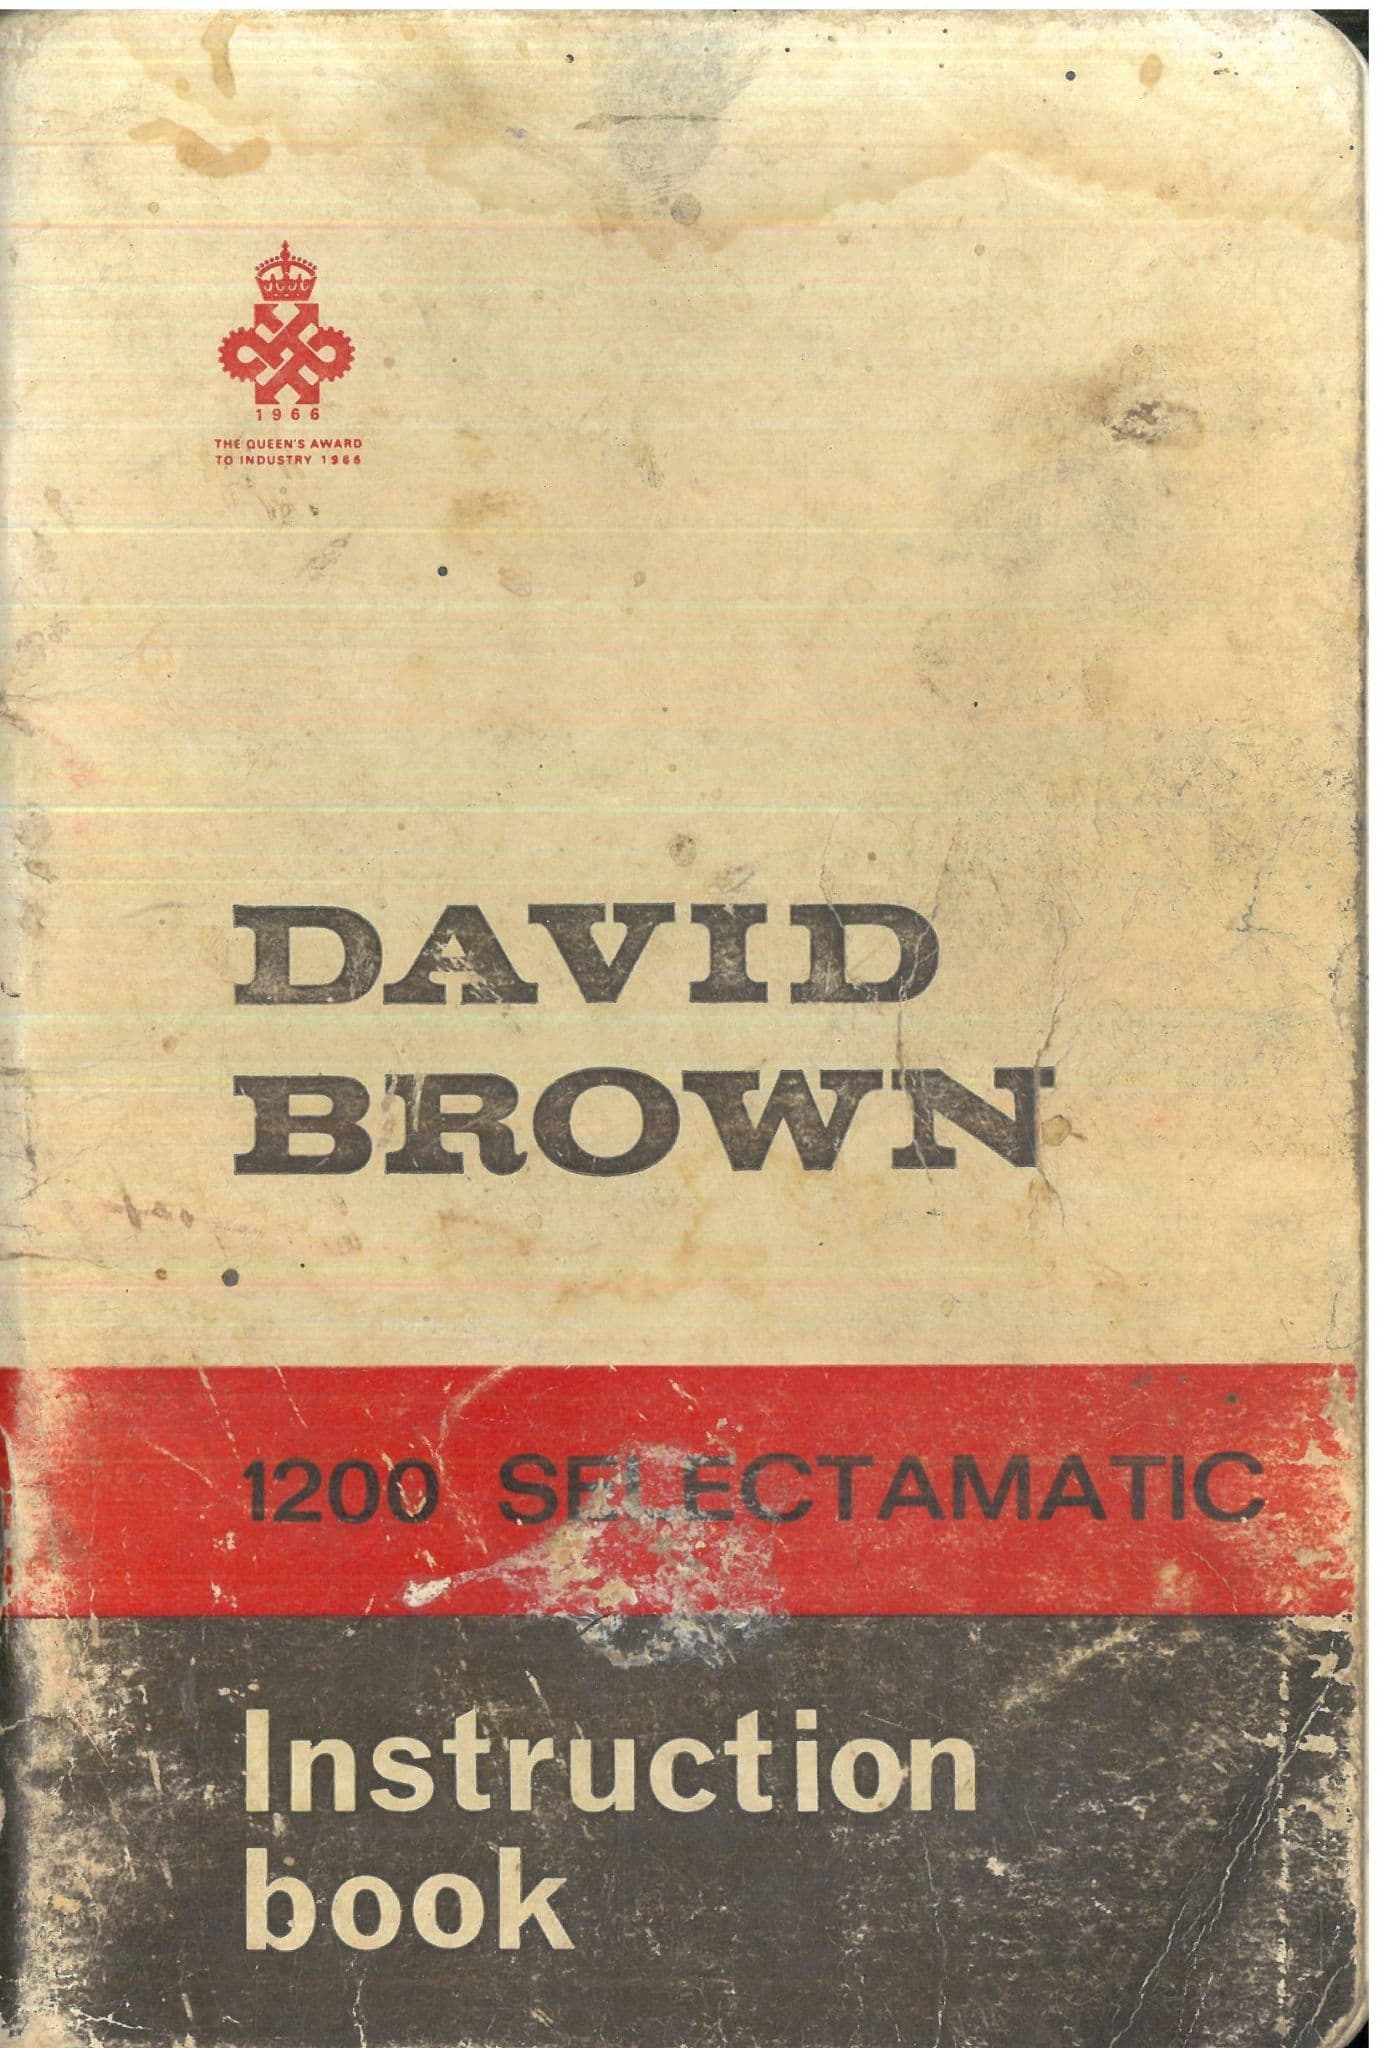 1966
THE QUEEN'S AWARD
TO INDUSTRY 1966
DAVID
BROWN
1200 SELECTAMATIC
Instruction
book